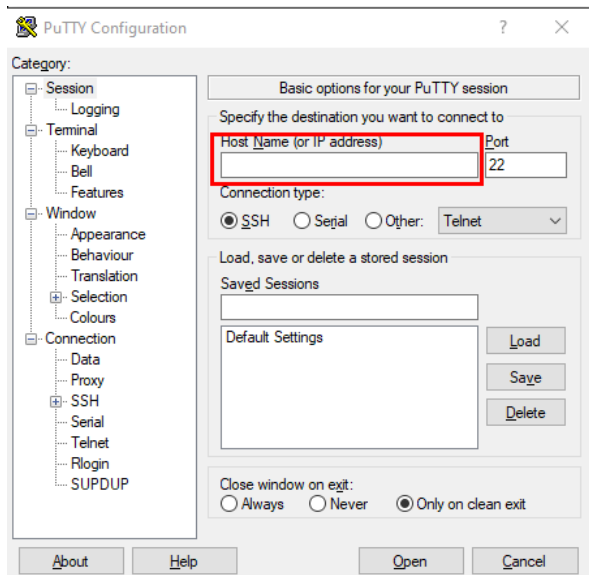 PuTTY Configuration
?
Category:
Session
Logging
Terminal
Keyboard
Bell
Features
Window
Appearance
Behaviour
Translation
Selection
Colours
Connection
Data
Proxy
SSH
Serial
Telnet
Rlogin
SUPDUP
Basic options for your PuTTY session
Specify the destination you want to connect to
Host Name (or IP address) Port
22
Connection type:
SSH Serial Other: Telnet
Load, save or delete a stored session
Saved Sessions
Default Settings
Load
Save
Delete
Close window on exit:
Always Never Only on clean exit
About Help Open Cancel